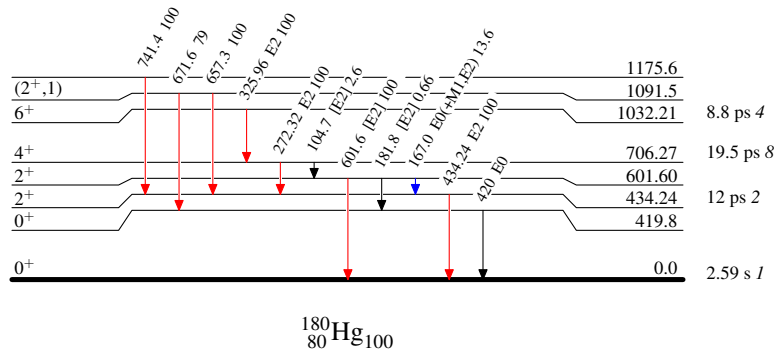 741.4 100
671.6 79
657.3 100
325.96 E2 100
272.32 E2 100
104.7 [E2] 2.6
601.6 [E2] 100
181.8 [E2] 0.66
167.0 E0(+M1,E2) 13.6
434.24 E2 100
420 E0
1175.6
(2+,1) 1091.5
6+ 1032.21 8.8 ps 4
4+ 706.27 19.5 ps 8
2+ 601.60
2+ 434.24 12 ps 2
0+ 419.8
0+ 0.0 2.59 s 1
180
80Hg100